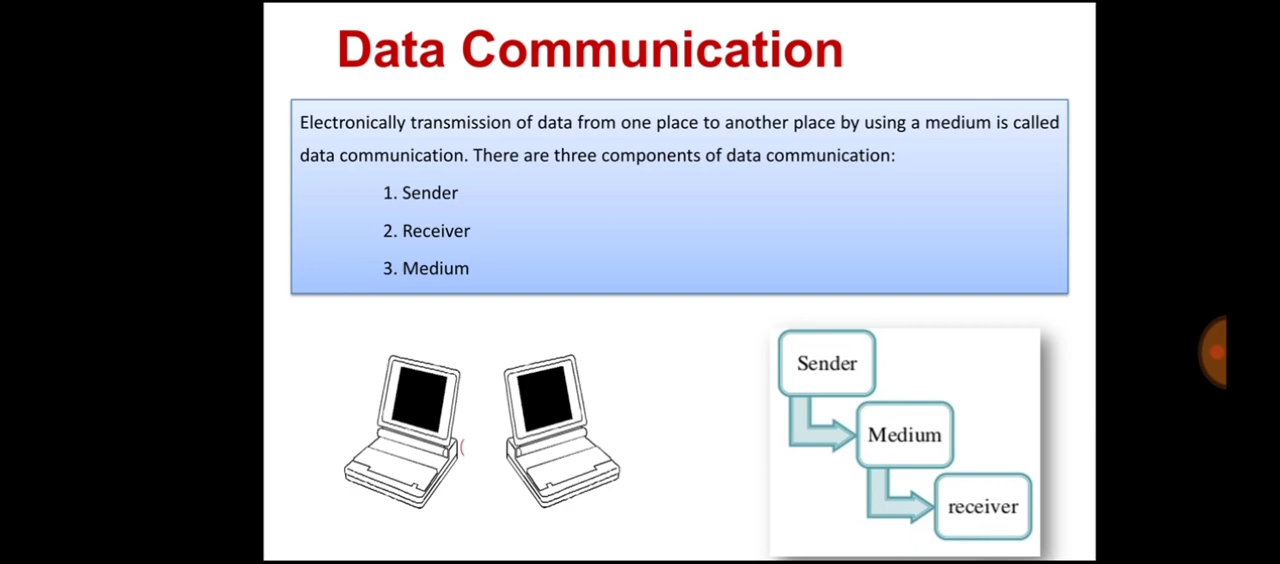 Data Communication
Electronically transmission of data from one place to another place by using a medium is called
data communication. There are three components of data communication:
1. Sender
2. Receiver
3. Medium
Sender
Medium
receiver